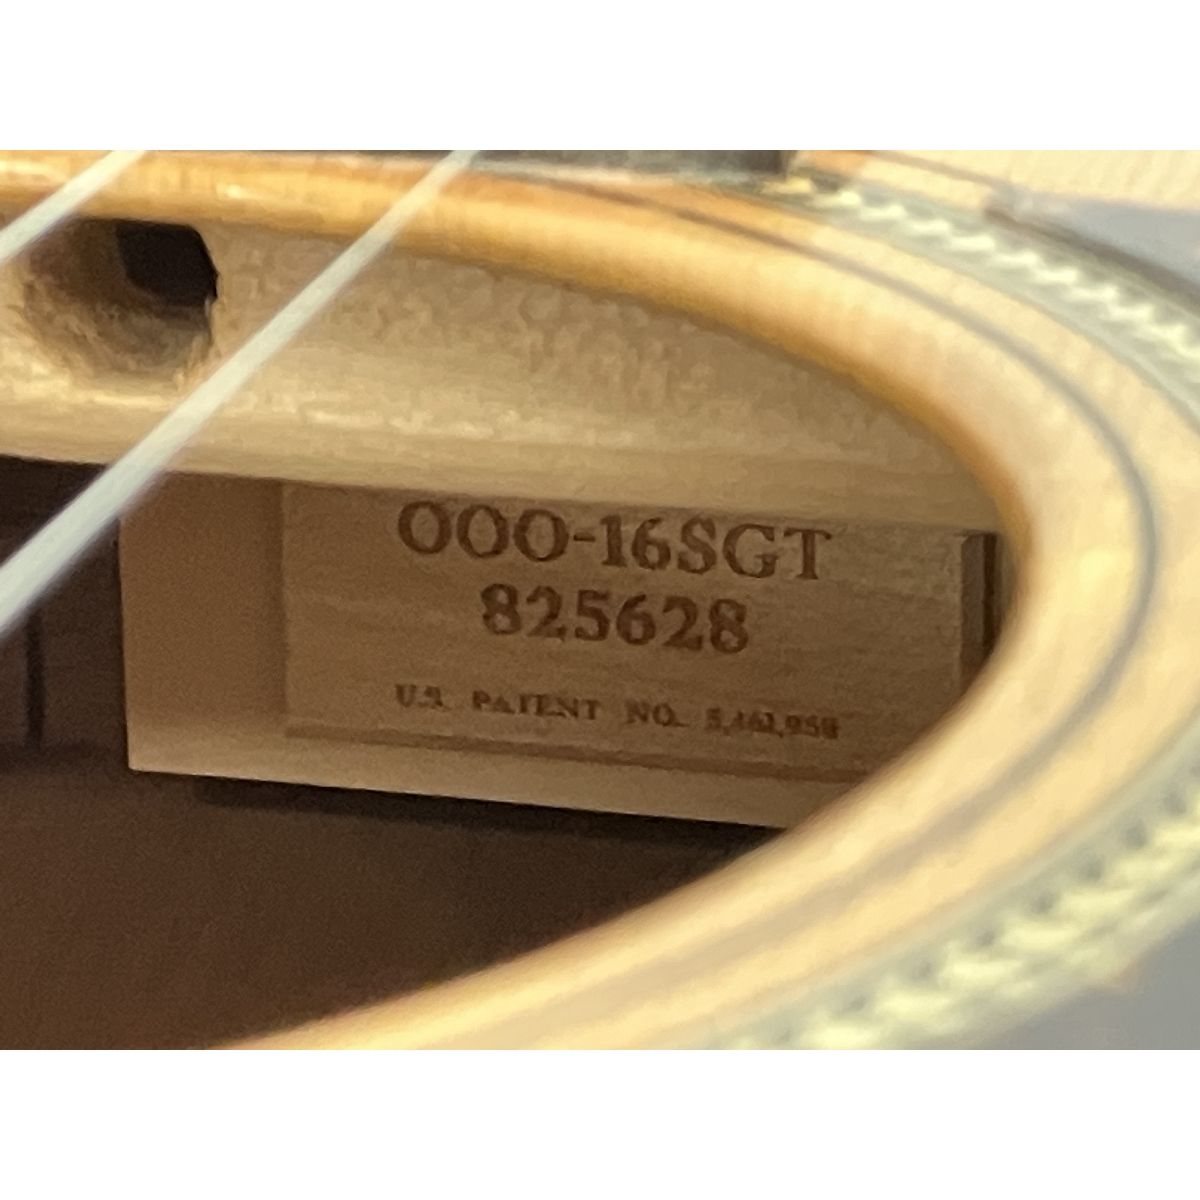 OOO-16SGT
825628
U.S. PATENT NO. 5,461,958